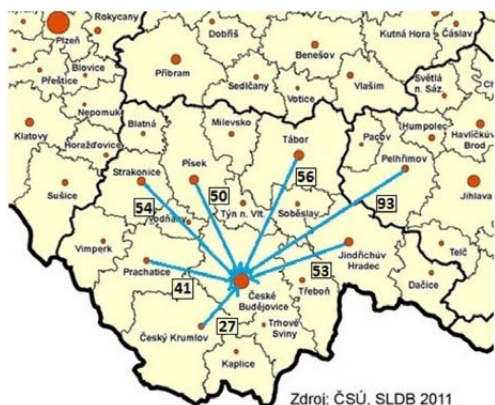 Rokycany
Plzeň
Dobříš
Kutná Hora
Čáslav
Benešov
Blovice
Přeštice
Příbram
Sedlčany
Vlašim
Světlá
n. Sáz.
Votice
Nepomuk
Klatovy
Blatná
Milevsko
Tábor
Pacov
Humpolec
Havlíčkův
Brod
Horažďovice
Písek
Pelhřimov
Strakonice
56
Sušice
50
93
Jihlava
54
Vodňany
Týn n. Vlt.
Soběslav
Vimperk
Prachatice
53
Jindřichův
Hradec
Telč
41
České
Budějovice
Třeboň
Dačice
27
Český Krumlov
Trhové
Sviny
Kaplice
Zdroj: ČSÚ, SLDB 2011